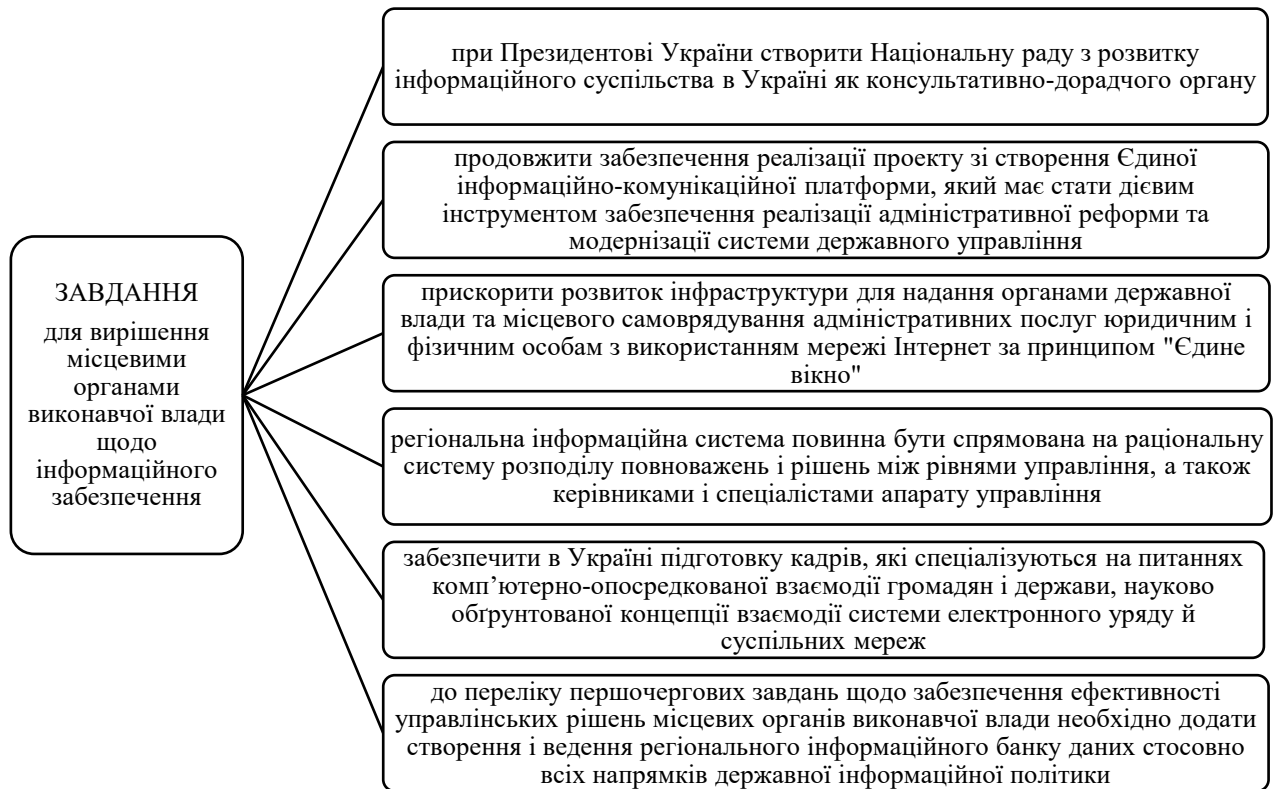 ЗАВДАННЯ
для вирішення
місцевими
органами
виконавчої влади
щодо
інформаційного
забезпечення
при Президентові України створити Національну раду з розвитку
інформаційного суспільства в Україні як консультативно-дорадчого органу
продовжити забезпечення реалізації проекту зі створення Єдиної
інформаційно-комунікаційної платформи, який має стати дієвим
інструментом забезпечення реалізації адміністративної реформи та
модернізації системи державного управління
прискорити розвиток інфраструктури для надання органами державної
влади та місцевого самоврядування адміністративних послуг юридичним і
фізичним особам з використанням мережі Інтернет за принципом "Єдине
вікно"
регіональна інформаційна система повинна бути спрямована на раціональну
систему розподілу повноважень і рішень між рівнями управління, а також
керівниками і спеціалістами апарату управління
забезпечити в Україні підготовку кадрів, які спеціалізуються на питаннях
комп’ютерно-опосредкованої взаємодії громадян і держави, науково
обґрунтованої концепції взаємодії системи електронного уряду й
суспільних мереж
до переліку першочергових завдань щодо забезпечення ефективності
управлінських рішень місцевих органів виконавчої влади необхідно додати
створення і ведення регіонального інформаційного банку даних стосовно
всіх напрямків державної інформаційної політики